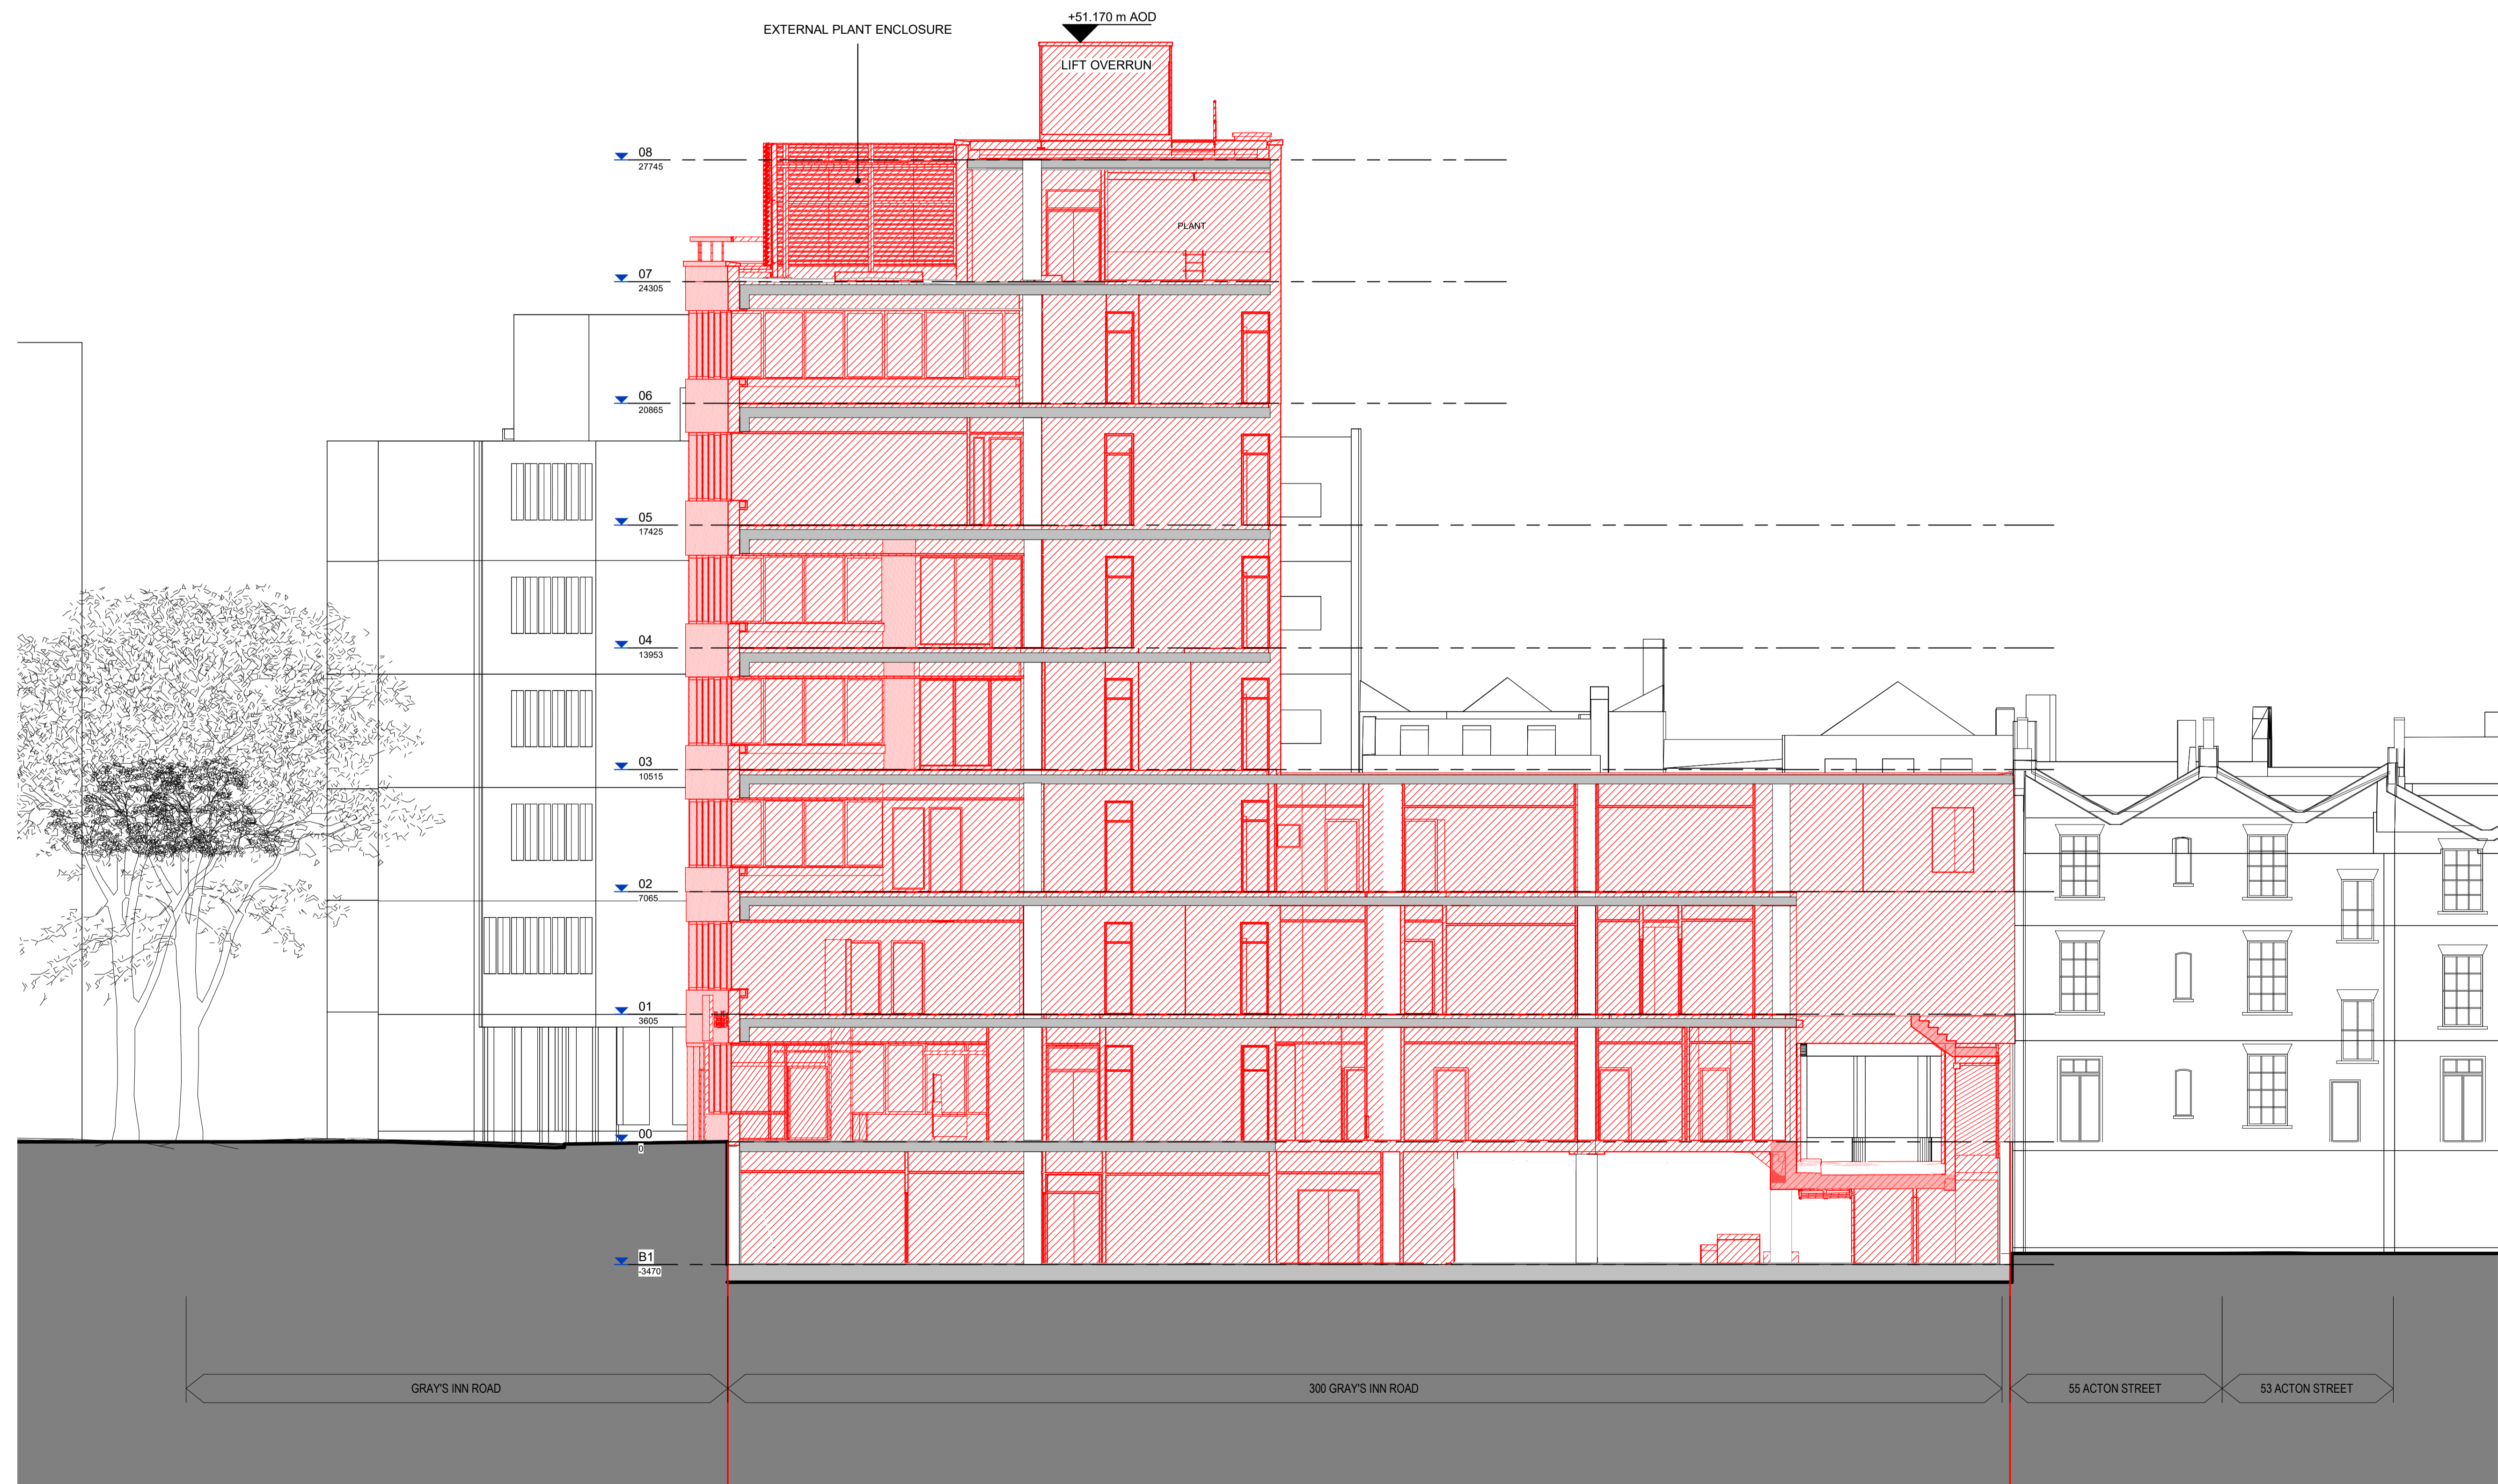 +51.170 m AOD
EXTERNAL PLANT ENCLOSURE
LIFT OVERRUN
08
27745
PLANT
07
24305
06
20865
05
17425
04
13953
03
10515
02
7065
01
3605
00
0
B1
-3470
GRAY'S INN ROAD
300 GRAY'S INN ROAD
55 ACTON STREET
53 ACTON STREET